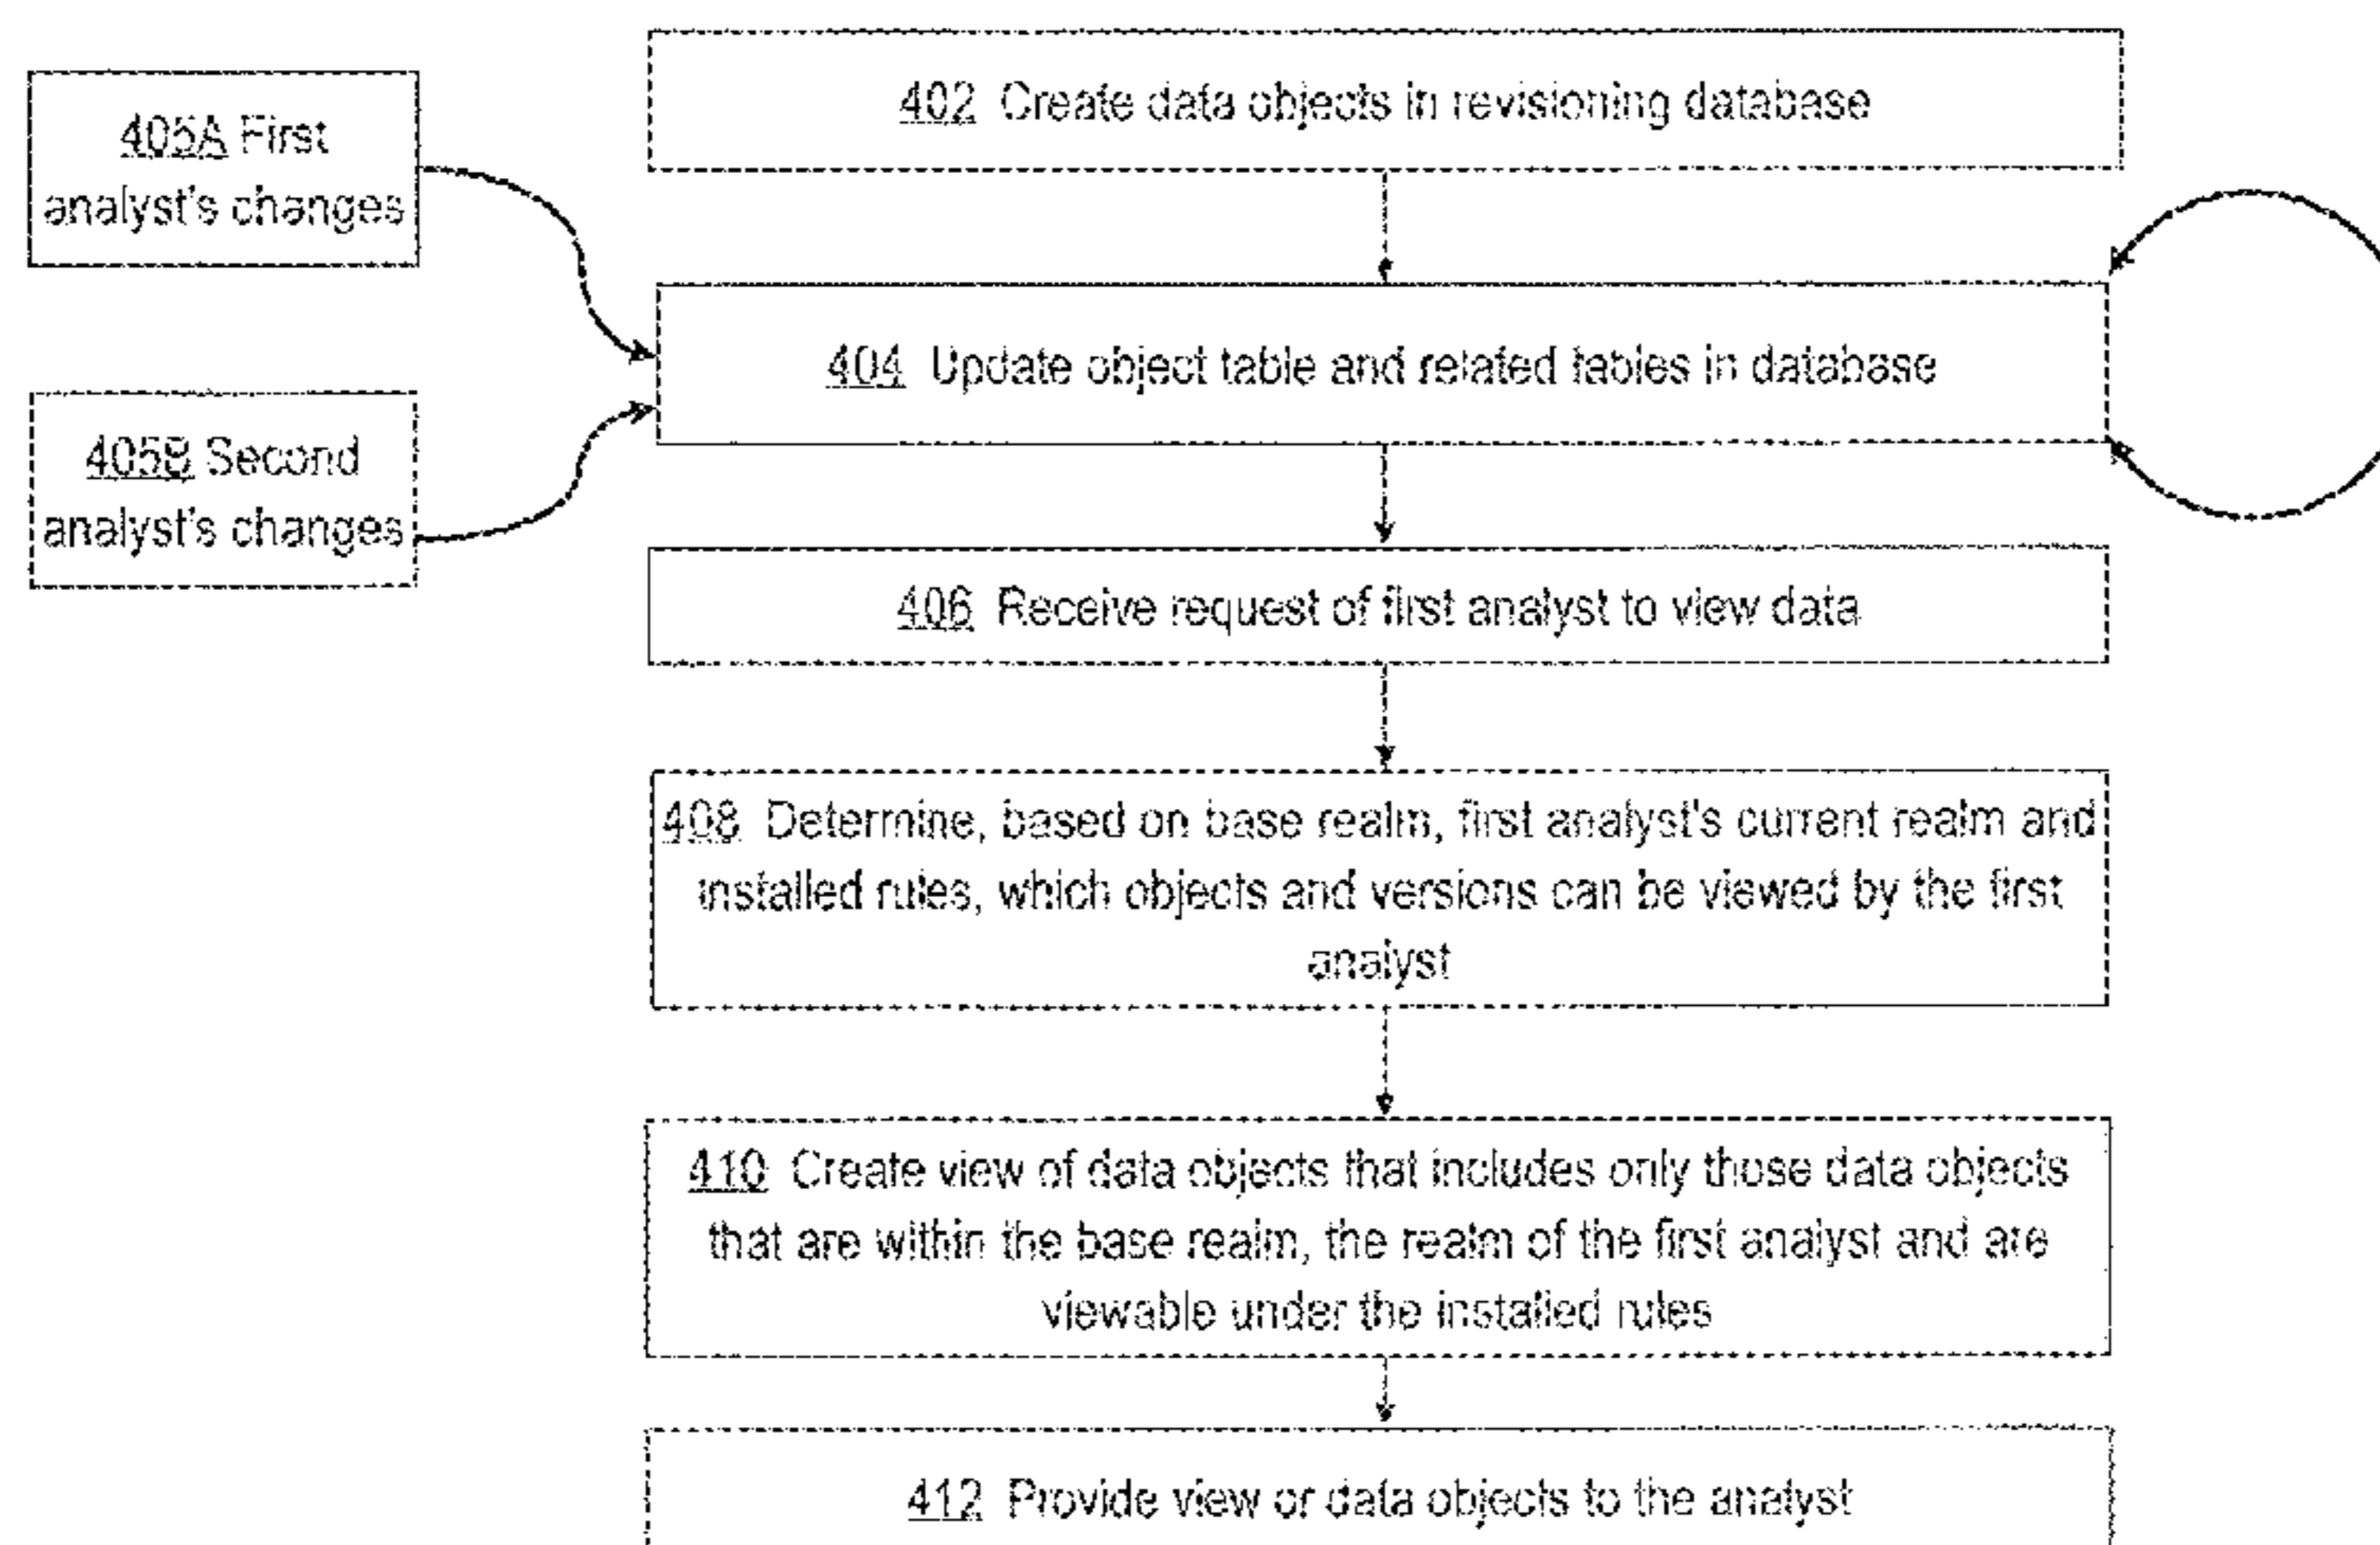 402 Create data objects in revisioning database
405A First
analyst's changes
404 Update object table and related tables in database
405B Second
analyst's changes
406 Receive request of first analyst to view data
408 Determine, based on base realm, first analyst's current realm and
installed rules, which objects and versions can be viewed by the first
analyst
410 Create view of data objects that includes only those data objects
that are within the base realm, the realm of the first analyst and are
viewable under the installed rules
412 Provide view or data objects to the analyst